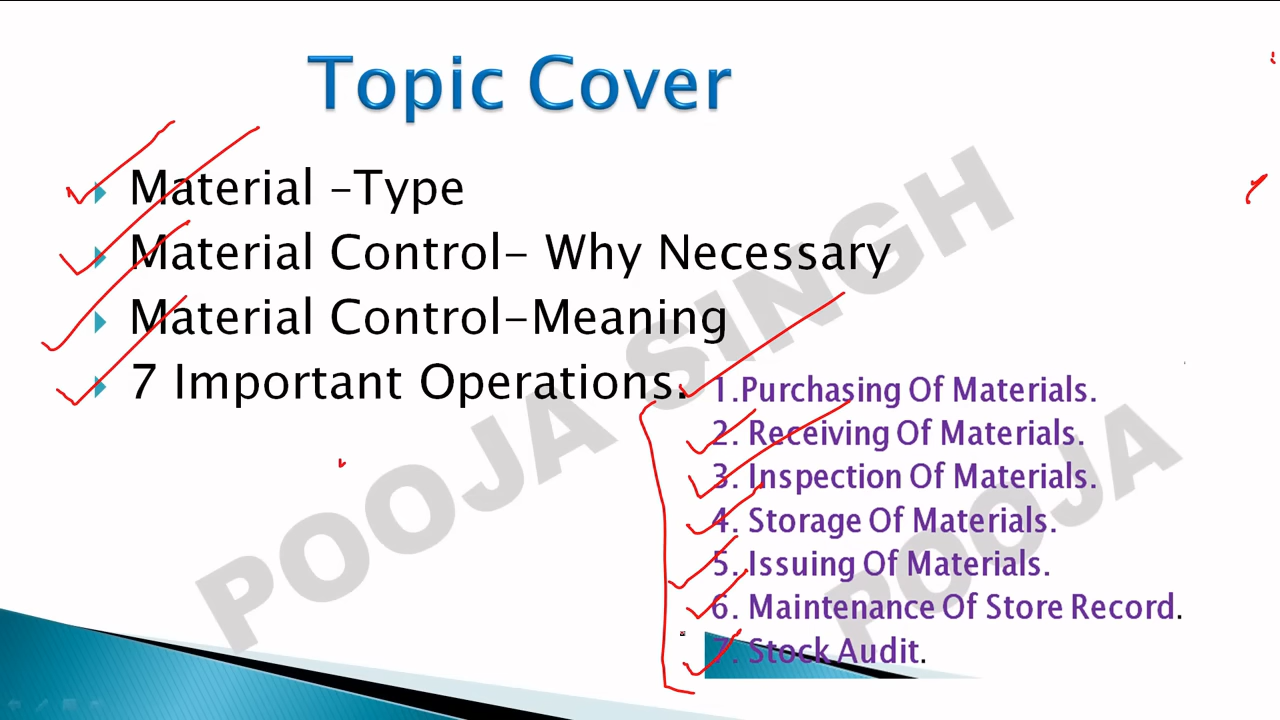 Topic Cover
Material -Type
Material Control- Why Necessary
Material Control-Meaning
7 Important Operations.
1.Purchasing Of Materials.
2. Receiving Of Materials.
3. Inspection Of Materials.
4. Storage Of Materials.
5. Issuing Of Materials.
6. Maintenance Of Store Record.
7. Stock Audit.
POOJA SINGH
POOJA